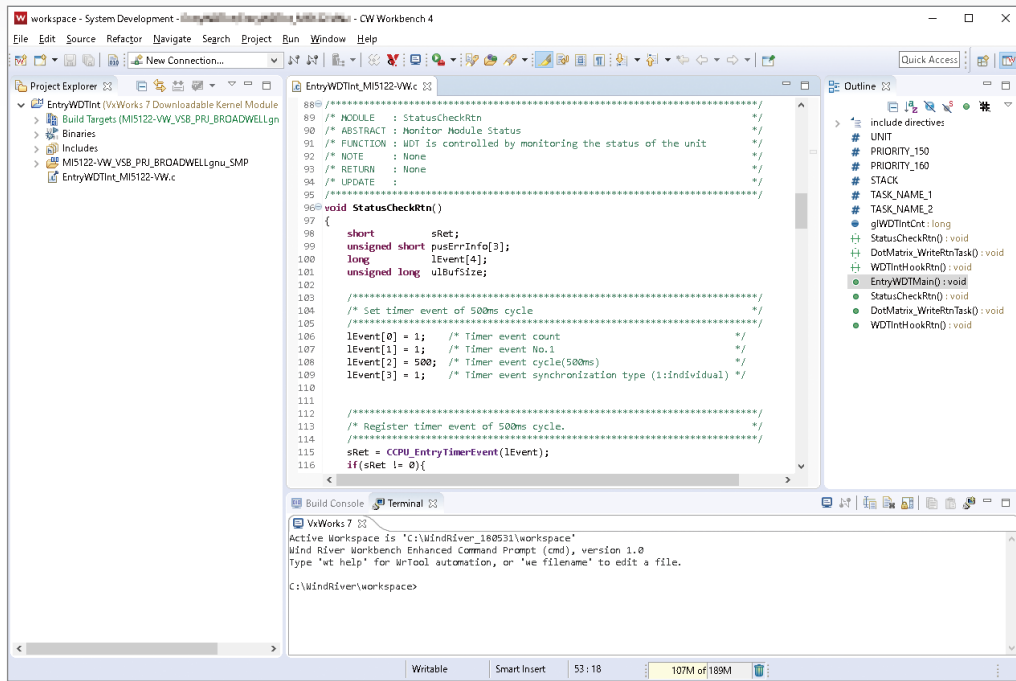 workspace - System Development - - CW Workbench 4
File Edit Source Refactor Navigate Search Project Run Window Help
New Connection...
Quick Access
Project Explorer
EntryWDTInt (VxWorks 7 Downloadable Kernel Module
Build Targets (MI5122-VW_VSB_PRJ_BROADWELLgn
Binaries
Includes
MI5122-VW_VSB_PRJ_BROADWELLgnu_SMP
EntryWDTInt_MI5122-VW.c
EntryWDTInt_MI5122-VW.c
88 /***********************************************************************/
89 /* MODULE : StatusCheckRtn */
90 /* ABSTRACT : Monitor Module Status */
91 /* FUNCTION : WDT is controlled by monitoring the status of the unit */
92 /* NOTE : None */
93 /* RETURN : None */
94 /* UPDATE : */
95 /***********************************************************************/
96 void StatusCheckRtn()
97 {
98 short sRet;
99 unsigned short pusErrInfo[3];
100 long lEvent[4];
101 unsigned long ulBufSize;
102
103 /*******************************************************************/
104 /* Set timer event of 500ms cycle */
105 /*******************************************************************/
106 lEvent[0] = 1; /* Timer event count */
107 lEvent[1] = 1; /* Timer event No.1 */
108 lEvent[2] = 500; /* Timer event cycle(500ms) */
109 lEvent[3] = 1; /* Timer event synchronization type (1:individual) */
110
111
112 /*******************************************************************/
113 /* Register timer event of 500ms cycle. */
114 /*******************************************************************/
115 sRet = CCPU_EntryTimerEvent(lEvent);
116 if(sRet != 0){
Outline
include directives
# UNIT
# PRIORITY_150
# PRIORITY_160
# STACK
# TASK_NAME_1
# TASK_NAME_2
glWDTIntCnt : long
StatusCheckRtn() : void
DotMatrix_WriteRtnTask() : void
WDTIntHookRtn() : void
EntryWDTMain() : void
StatusCheckRtn() : void
DotMatrix_WriteRtnTask() : void
WDTIntHookRtn() : void
Build Console Terminal
VxWorks 7
Active Workspace is 'C:\WindRiver_180531\workspace'
Wind River Workbench Enhanced Command Prompt (cmd), version 1.0
Type 'wt help' for WrTool automation, or 'we filename' to edit a file.
C:\WindRiver\workspace>
Writable Smart Insert 53 : 18 107M of 189M